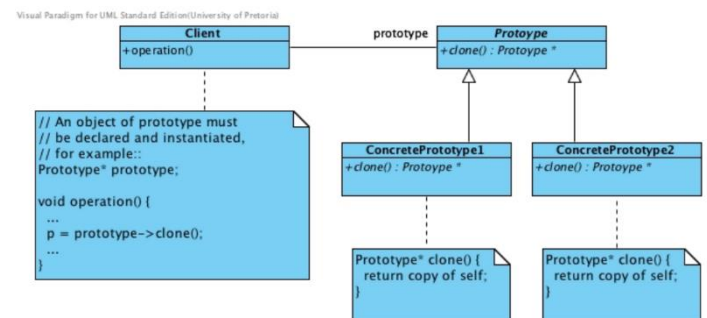 Visual Paradigm for UML Standard Edition(University of Pretoria)
Client
+operation()
prototype
Protoype
+clone() : Protoype *
// An object of prototype must
// be declared and instantiated,
// for example::
Prototype* prototype;
void operation() {
...
p = prototype->clone();
...
}
ConcretePrototype1
+clone() : Protoype *
ConcretePrototype2
+clone() : Protoype *
Prototype* clone() {
return copy of self;
}
Prototype* clone() {
return copy of self;
}